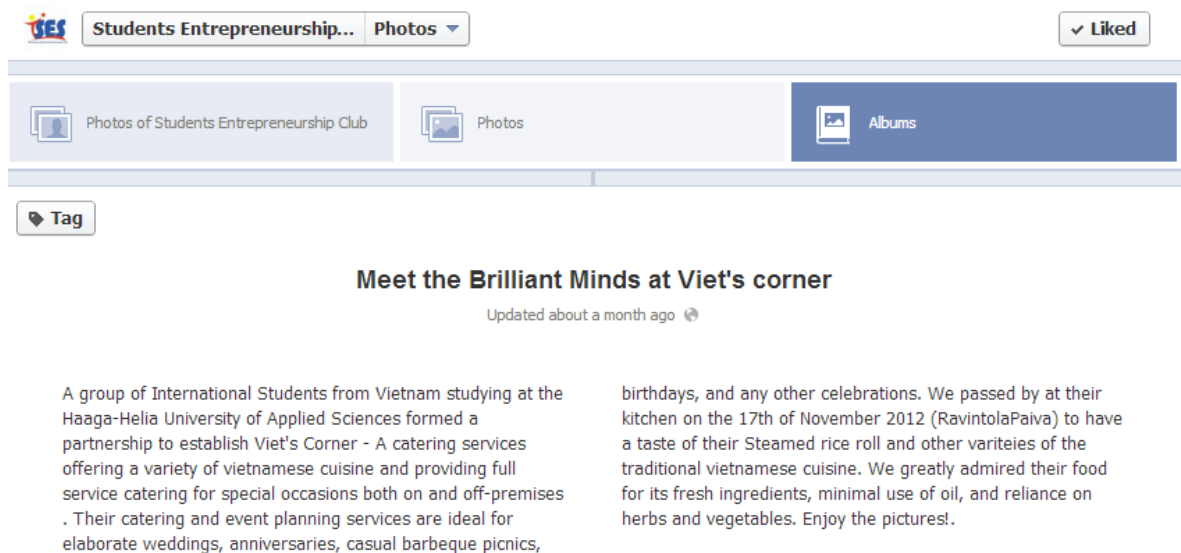 SES
Students Entrepreneurship... Photos
Liked
Photos of Students Entrepreneurship Club
Photos
Albums
Tag
Meet the Brilliant Minds at Viet's corner
Updated about a month ago
A group of International Students from Vietnam studying at the
Haaga-Helia University of Applied Sciences formed a
partnership to establish Viet's Corner - A catering services
offering a variety of vietnamese cuisine and providing full
service catering for special occasions both on and off-premises
. Their catering and event planning services are ideal for
elaborate weddings, anniversaries, casual barbeque picnics,
birthdays, and any other celebrations. We passed by at their
kitchen on the 17th of November 2012 (RavintolaPaiva) to have
a taste of their Steamed rice roll and other variteies of the
traditional vietnamese cuisine. We greatly admired their food
for its fresh ingredients, minimal use of oil, and reliance on
herbs and vegetables. Enjoy the pictures!.